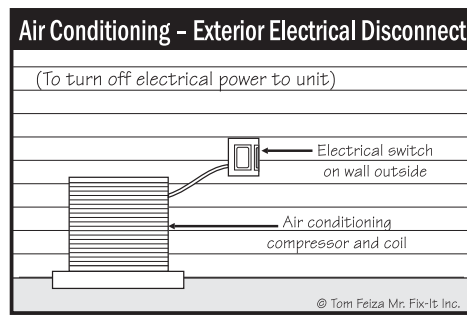 Air Conditioning – Exterior Electrical Disconnect
(To turn off electrical power to unit)
Electrical switch
on wall outside
Air conditioning
compressor and coil
© Tom Feiza Mr. Fix-It Inc.